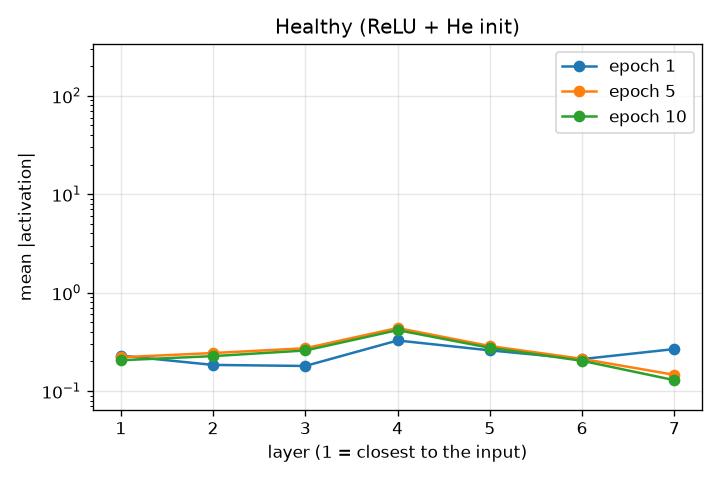 Healthy (ReLU + He init)
epoch 1
epoch 5
epoch 10
mean |activation|
10²
10¹
10⁰
10⁻¹
1 2 3 4 5 6 7
layer (1 = closest to the input)